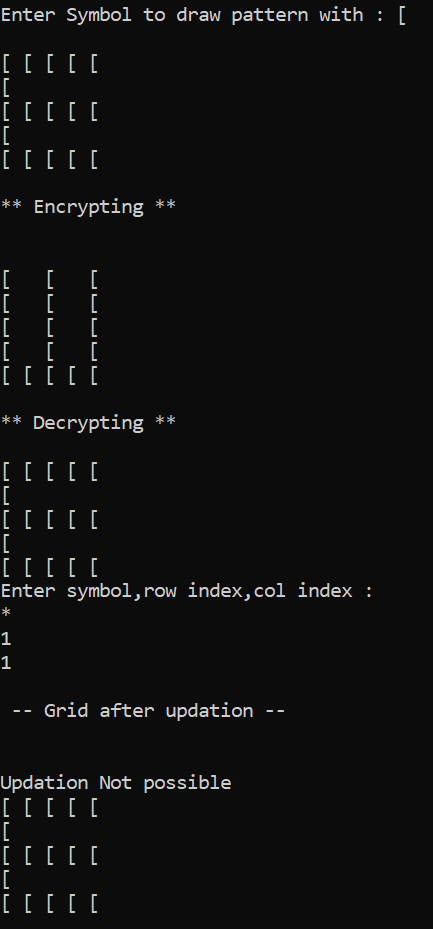 Enter Symbol to draw pattern with : [
[ [ [ [ [
[
[ [ [ [ [
[
[ [ [ [ [
** Encrypting **
[   [   [
[   [   [
[   [   [
[   [   [
[ [ [ [ [
** Decrypting **
[ [ [ [ [
[
[ [ [ [ [
[
[ [ [ [ [
Enter symbol,row index,col index :
*
1
1
 -- Grid after updation --
Updation Not possible
[ [ [ [ [
[
[ [ [ [ [
[
[ [ [ [ [